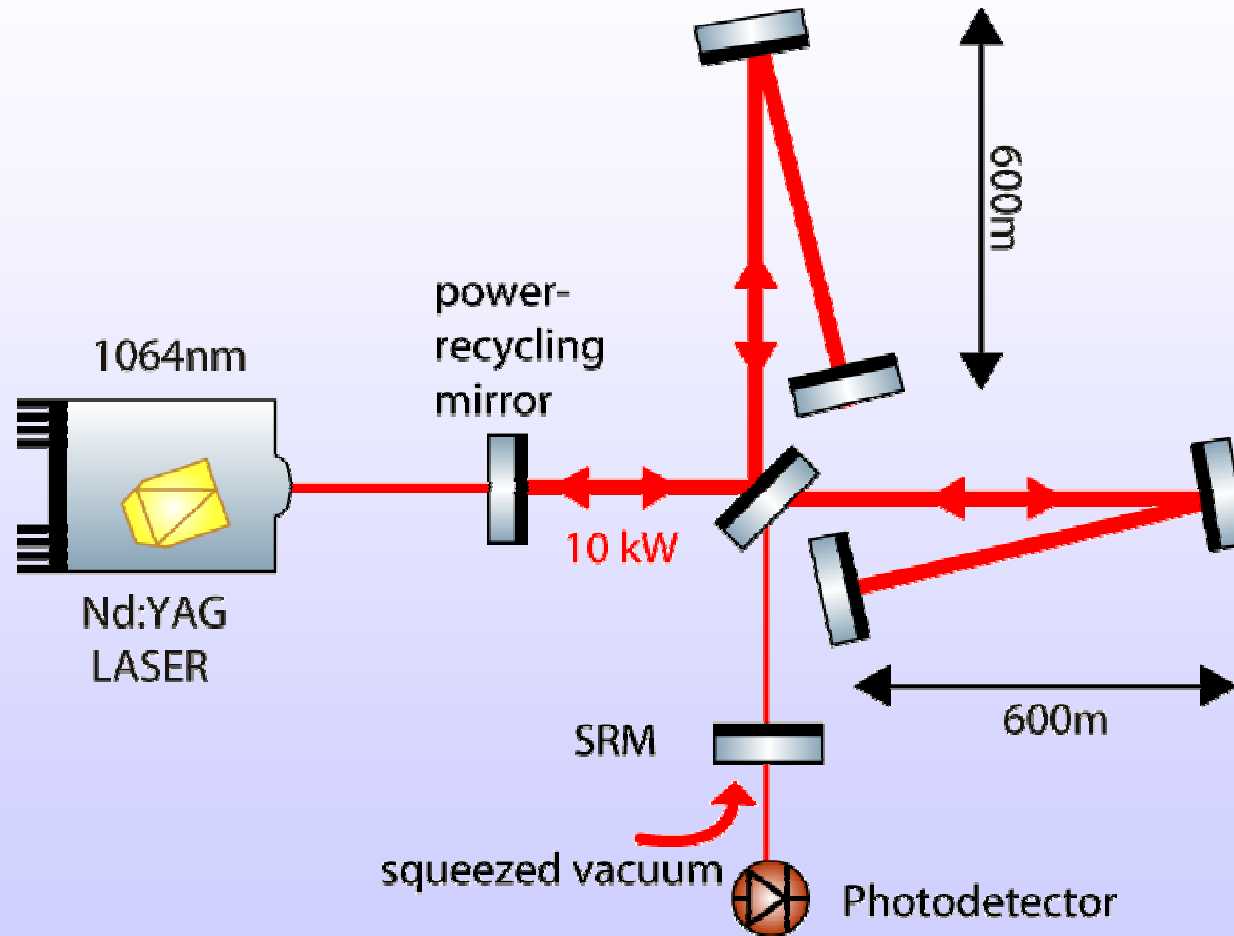 600m
power-
recycling
mirror
1064nm
10 kW
Nd:YAG
LASER
600m
SRM
squeezed vacuum
Photodetector